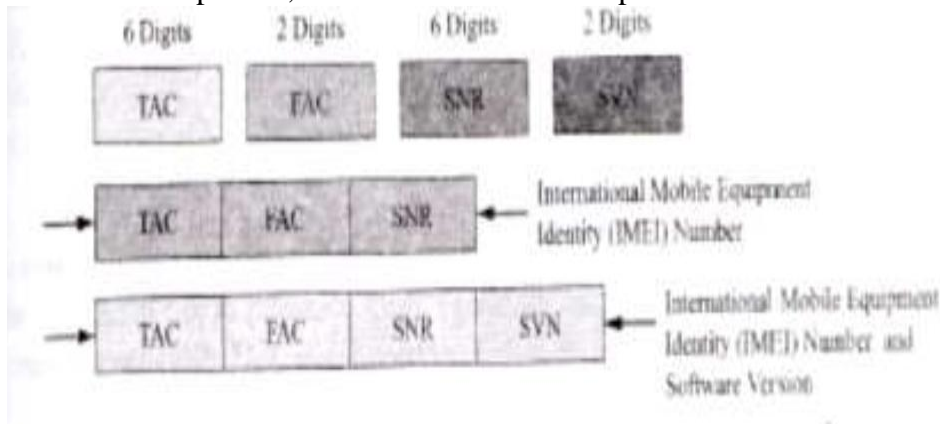 6 Digits 2 Digits 6 Digits 2 Digits
TAC FAC SNR SVN
TAC FAC SNR
International Mobile Equipment
Identity (IMEI) Number
TAC FAC SNR SVN
International Mobile Equipment
Identity (IMEI) Number and
Software Version